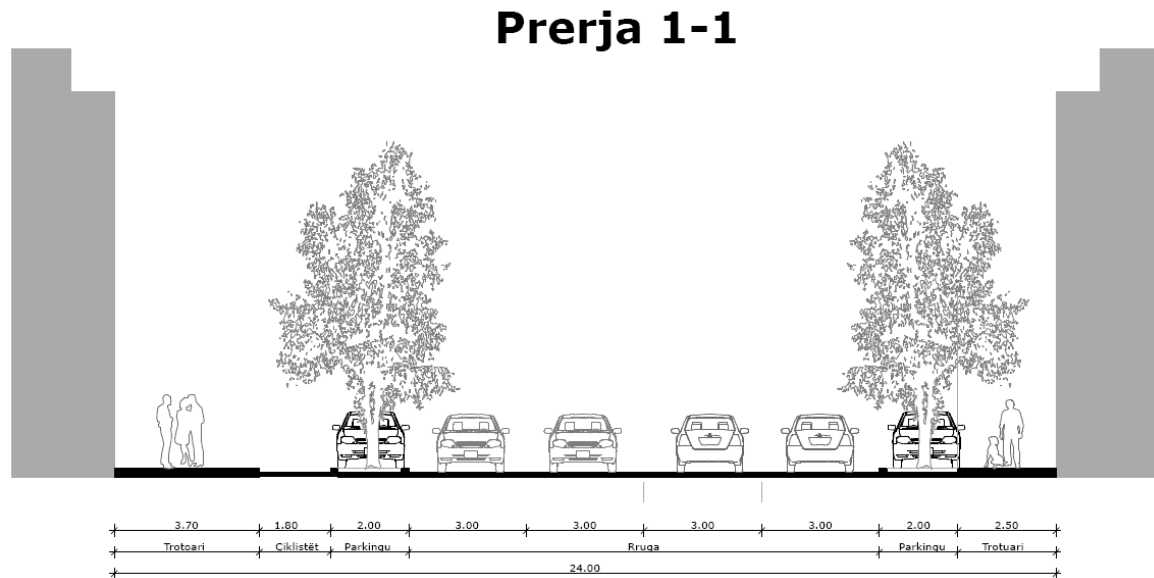 Prerja 1-1
3.70 1.80 2.00 3.00 3.00 3.00 3.00 2.00 2.50
Trotoari Çiklistët Parkingu Rruga Parkingu Trotuari
24.00